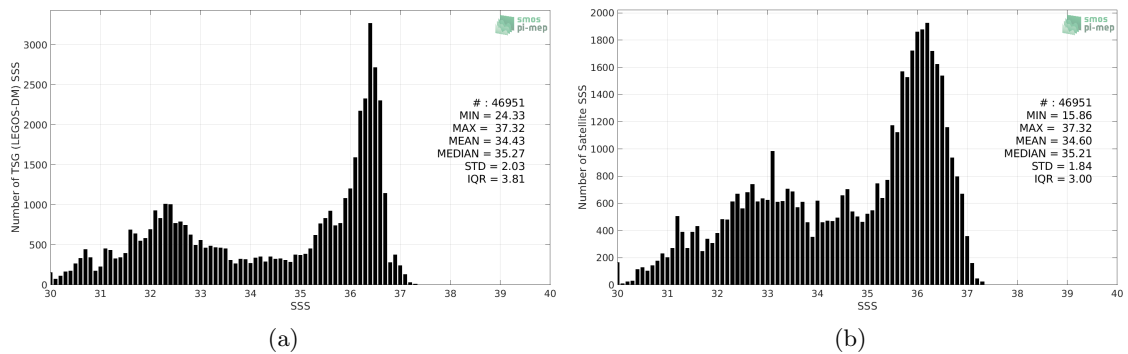 smos
pi-mep
3000
2500
2000
1500
1000
500
0
Number of TSG (LEGOS-DM) SSS
# : 46951
MIN = 24.33
MAX = 37.32
MEAN = 34.43
MEDIAN = 35.27
STD = 2.03
IQR = 3.81
30 31 32 33 34 35 36 37 38 39 40
SSS
(a)
smos
pi-mep
2000
1800
1600
1400
1200
1000
800
600
400
200
0
Number of Satellite SSS
# : 46951
MIN = 15.86
MAX = 37.32
MEAN = 34.60
MEDIAN = 35.21
STD = 1.84
IQR = 3.00
30 31 32 33 34 35 36 37 38 39 40
SSS
(b)